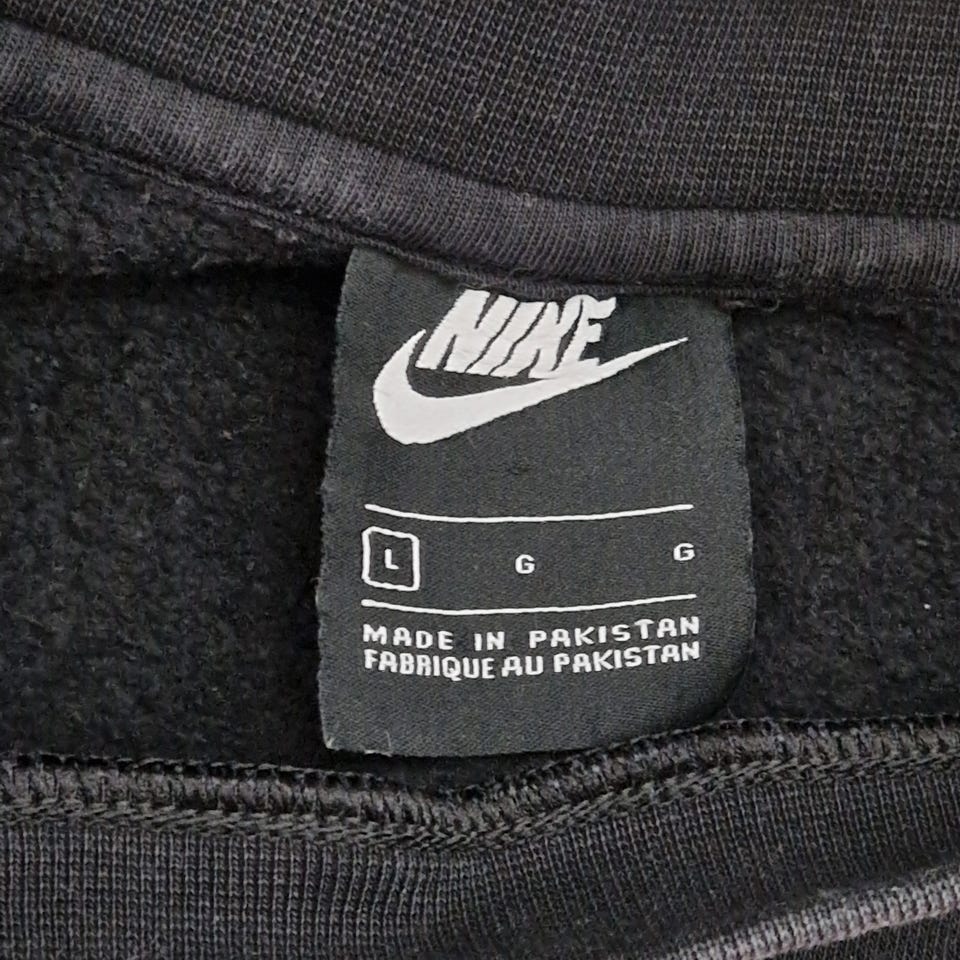 NIKE
L G G
MADE IN PAKISTAN
FABRIQUE AU PAKISTAN